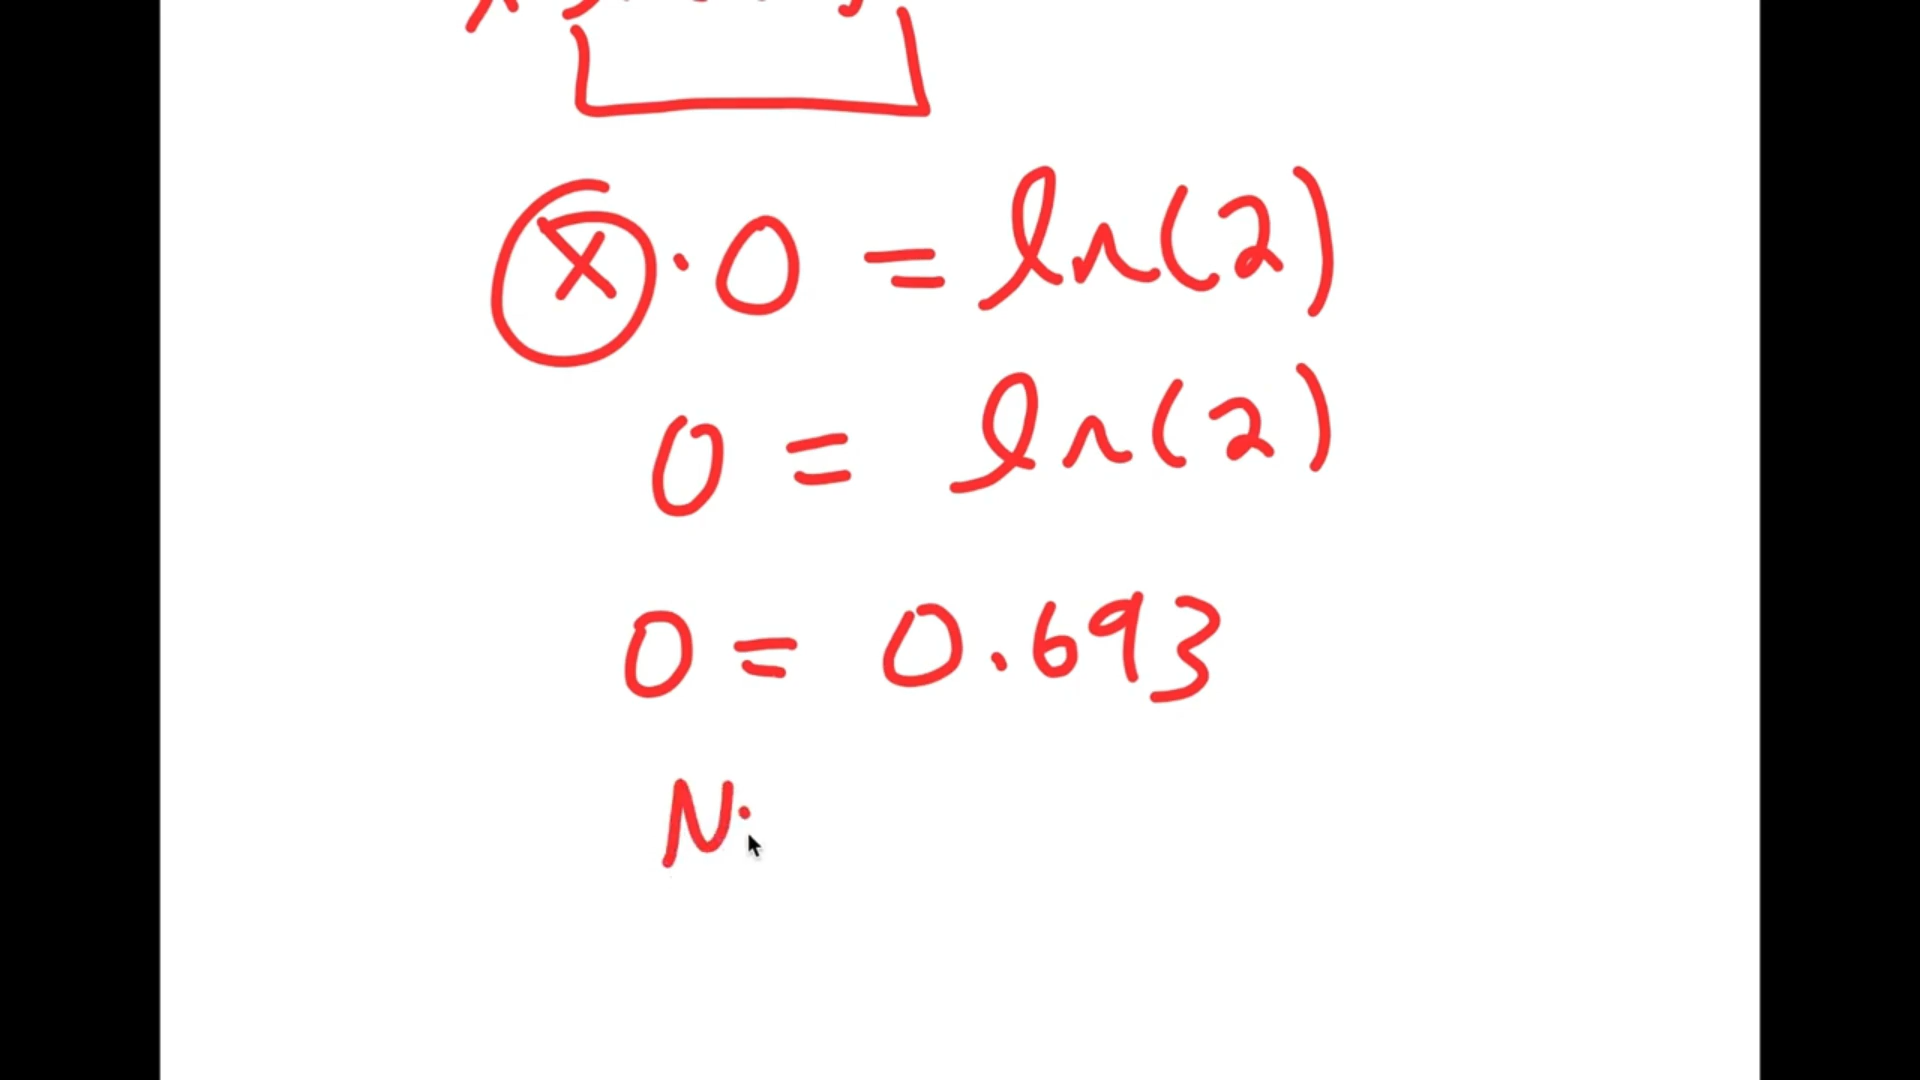 x · 0 = ln(2)
0 = ln(2)
0 = 0.693
N